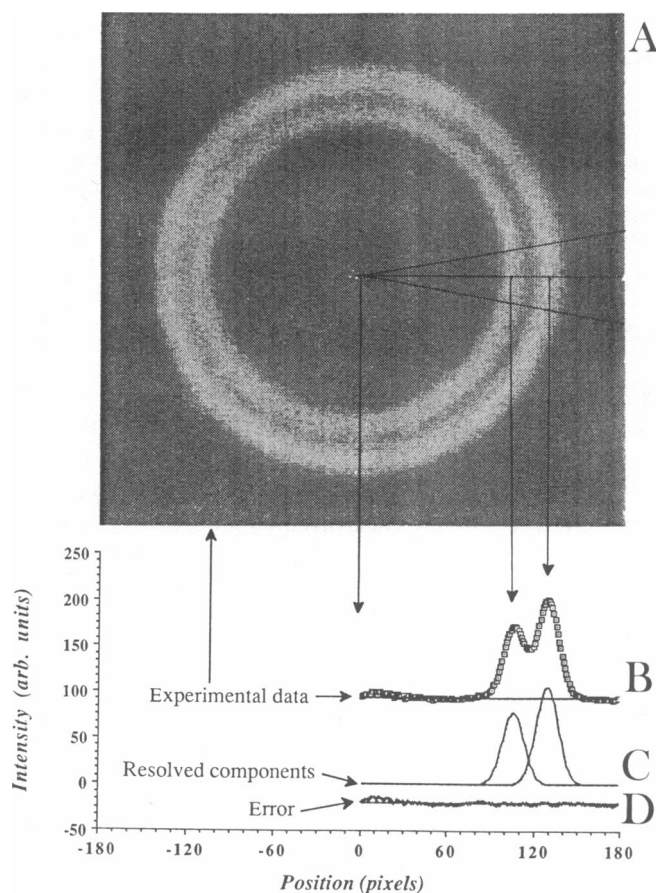 A
250
200
150
100
50
0
-50
Intensity (arb. units)
Experimental data
B
Resolved components
C
Error
D
-180
-120
-60
0
60
120
180
Position (pixels)